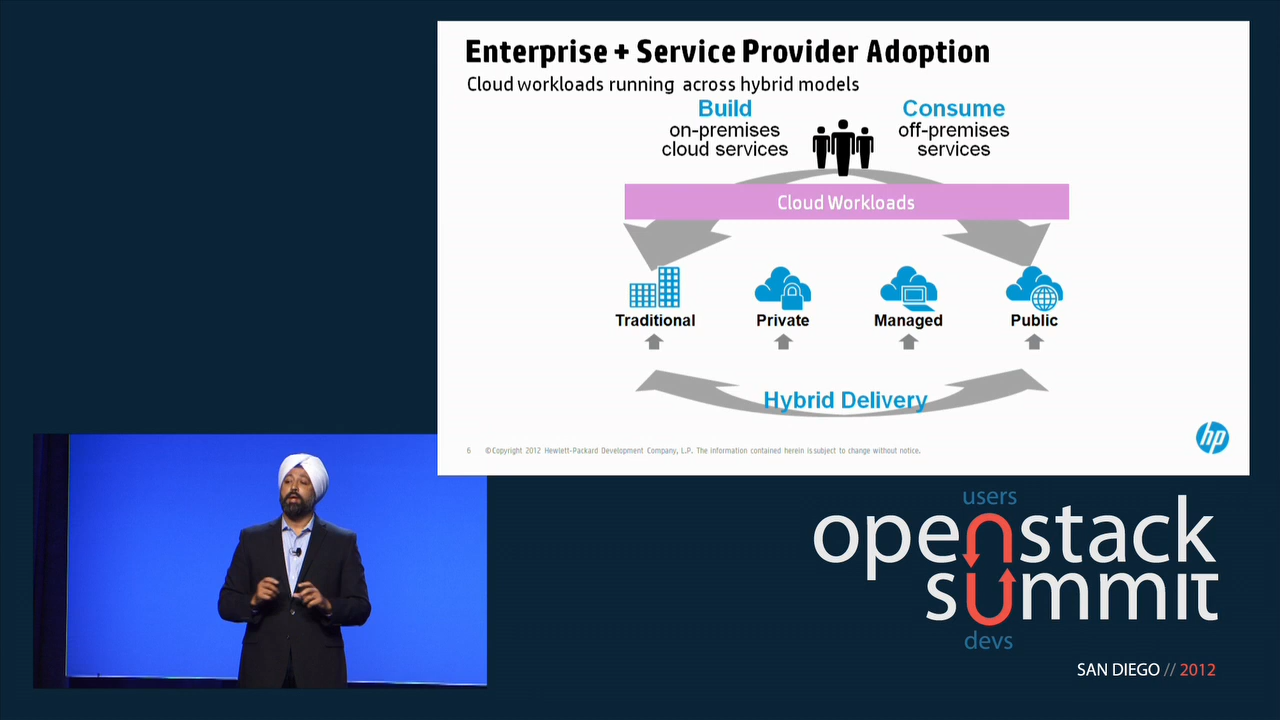 Enterprise + Service Provider Adoption
Cloud workloads running across hybrid models
Build
on-premises
cloud services
Consume
off-premises
services
Cloud Workloads
Traditional
Private
Managed
Public
Hybrid Delivery
6 © Copyright 2012 Hewlett-Packard Development Company, L.P. The information contained herein is subject to change without notice.
hp
users
openstack
summit
devs
SAN DIEGO // 2012